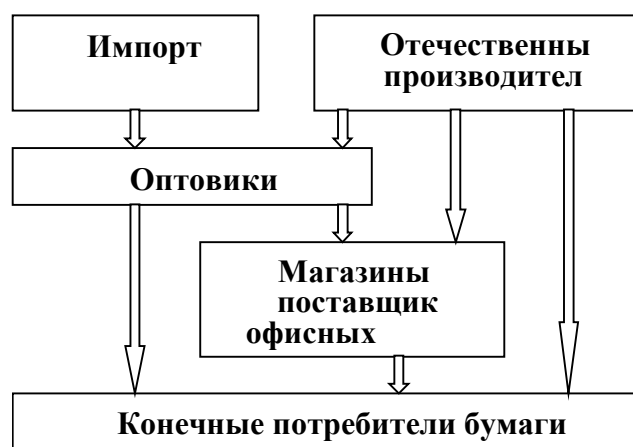 Импорт
Отечественны
производител
Оптовики
Магазины
поставщик
офисных
Конечные потребители бумаги